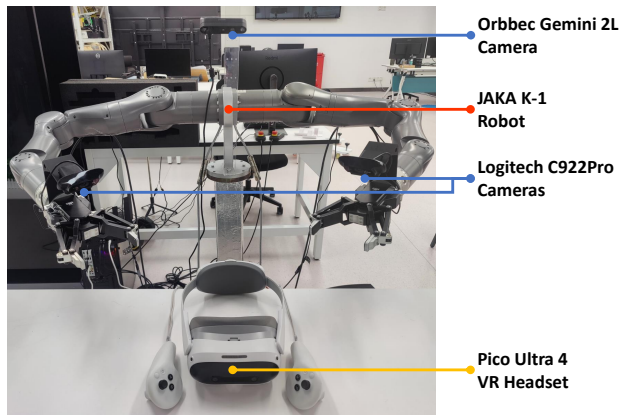 Orbbec Gemini 2L
Camera
JAKA K-1
Robot
Logitech C922Pro
Cameras
Pico Ultra 4
VR Headset